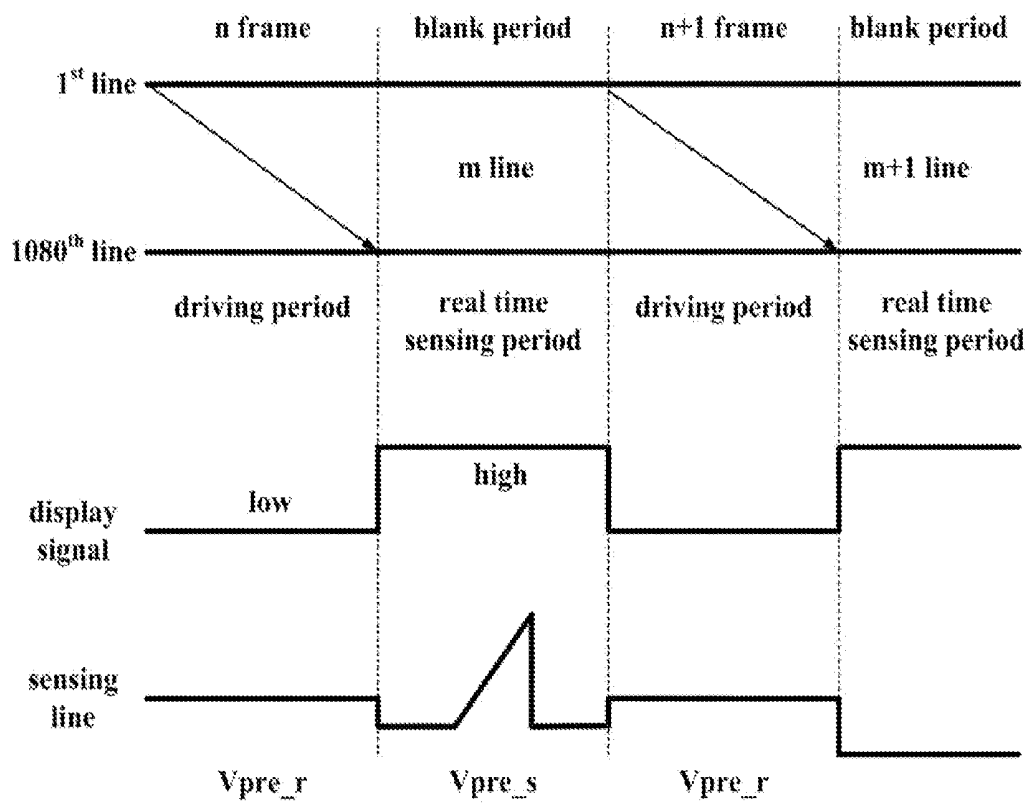 n frame blank period n+1 frame blank period
1st line
m line m+1 line
1080th line
driving period real time sensing period driving period real time sensing period
high
low
display signal
sensing line
Vpre_r Vpre_s Vpre_r